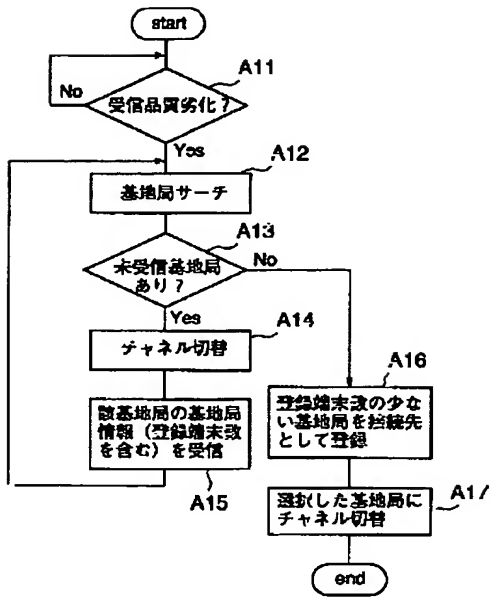 start
A11
No
受信品質劣化？
Yes
A12
基地局サーチ
A13
未受信基地局
あり？
No
Yes
A14
チャネル切替
A16
該基地局の基地局
情報（登録端末数
を含む）を受信
A15
登録端末数の少な
い基地局を接続先
として登録
A17
選択した基地局に
チャネル切替
end